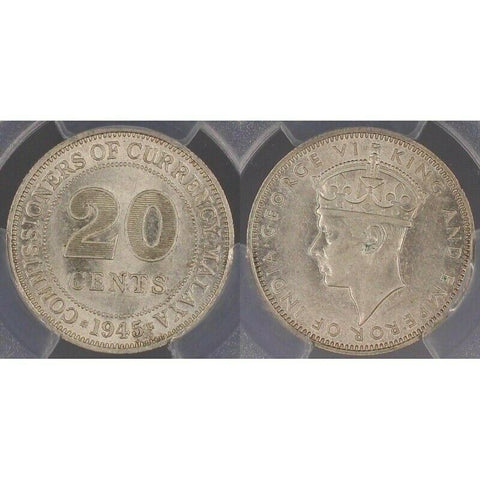 COMMISSIONERS OF CURRENCY MALAYA
20
CENTS
1945
GEORGE VI KING AND EMPEROR OF INDIA